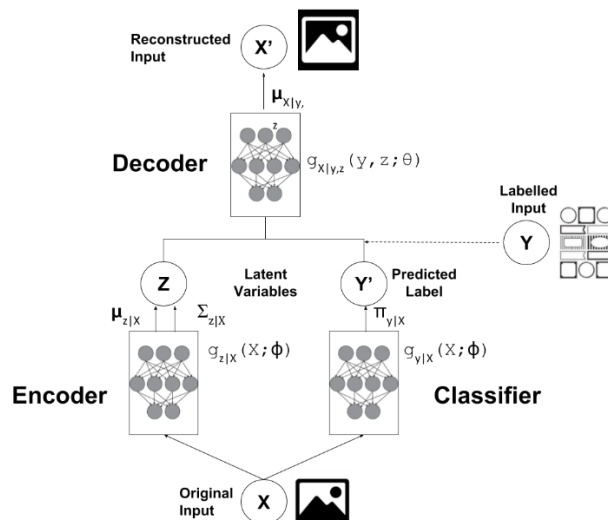 Reconstructed
Input
X'
μX|y,
z
Decoder
gX|y,z(y,z;θ)
Labelled
Input
Y
Z
Latent
Variables
Y'
Predicted
Label
μz|X
Σz|X
πy|X
gz|X(X;ϕ)
gy|X(X;ϕ)
Encoder
Classifier
Original
Input
X